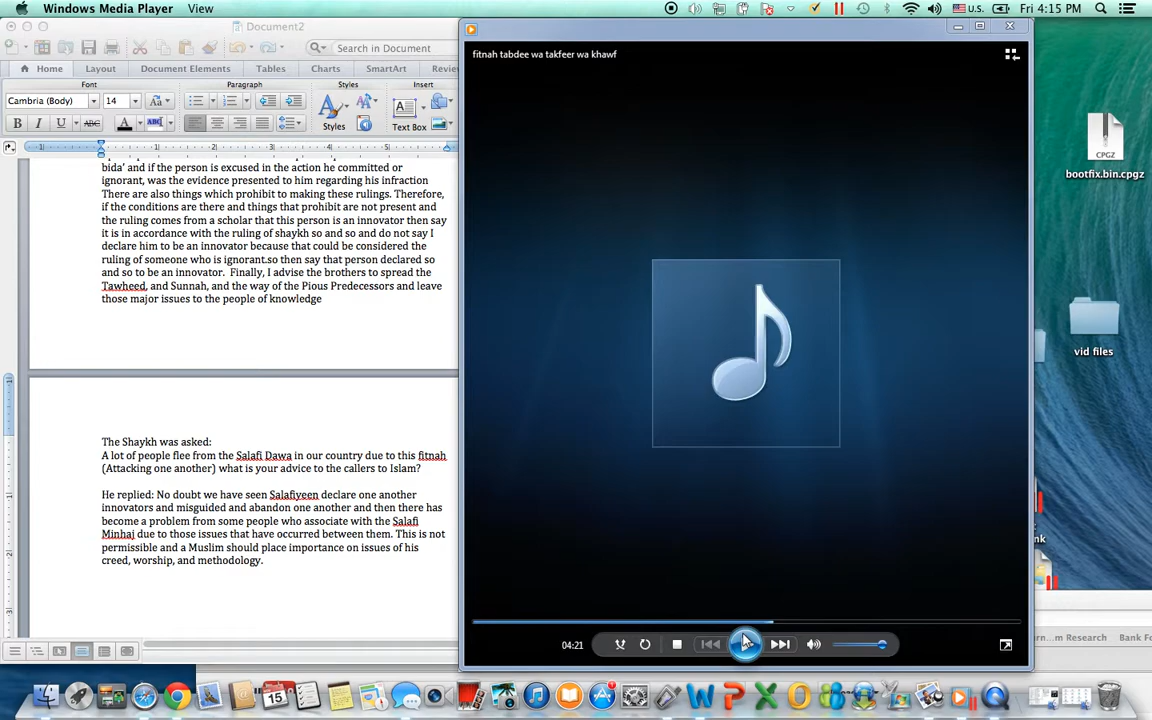 Windows Media Player View
U.S. Fri 4:15 PM
Document2
Search in Document
Home Layout Document Elements Tables Charts SmartArt Review
Font Paragraph Styles Insert
Cambria (Body) 14
Styles Text Box
bida' and if the person is excused in the action he committed or
ignorant, was the evidence presented to him regarding his infraction
There are also things which prohibit to making these rulings. Therefore,
if the conditions are there and things that prohibit are not present and
the ruling comes from a scholar that this person is an innovator then say
it is in accordance with the ruling of shaykh so and so and do not say I
declare him to be an innovator because that could be considered the
ruling of someone who is ignorant.so then say that person declared so
and so to be an innovator. Finally, I advise the brothers to spread the
Tawheed, and Sunnah, and the way of the Pious Predecessors and leave
those major issues to the people of knowledge
The Shaykh was asked:
A lot of people flee from the Salafi Dawa in our country due to this fitnah
(Attacking one another) what is your advice to the callers to Islam?
He replied: No doubt we have seen Salafiyeen declare one another
innovators and misguided and abandon one another and then there has
become a problem from some people who associate with the Salafi
Minhaj due to those issues that have occurred between them. This is not
permissible and a Muslim should place importance on issues of his
creed, worship, and methodology.
fitnah tabdee wa takfeer wa khawf
04:21
CPGZ
bootfix.bin.cpgz
vid files
nk
...m Research Bank Fo